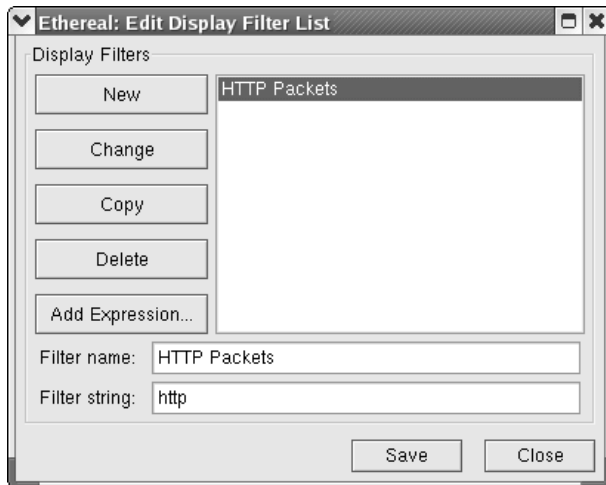 Ethereal: Edit Display Filter List
Display Filters
New
HTTP Packets
Change
Copy
Delete
Add Expression...
Filter name: HTTP Packets
Filter string: http
Save Close